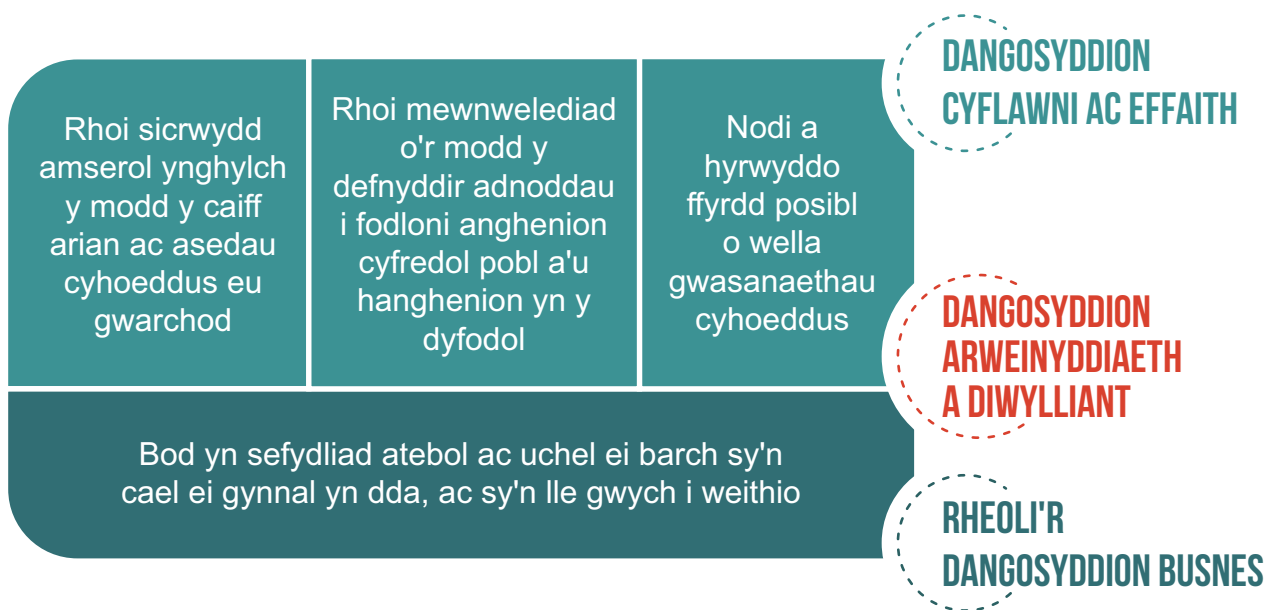 Rhoi sicrwydd
amserol ynghylch
y modd y caiff
arian ac asedau
cyhoeddus eu
gwarchod
Rhoi mewnwelediad
o'r modd y
defnyddir adnoddau
i fodloni anghenion
cyfredol pobl a'u
hanghenion yn y
dyfodol
Nodi a
hyrwyddo
ffyrdd posibl
o wella
gwasanaethau
cyhoeddus
Bod yn sefydliad atebol ac uchel ei barch sy'n
cael ei gynnal yn dda, ac sy'n lle gwych i weithio
DANGOSYDDION
CYFLAWNI AC EFFAITH
DANGOSYDDION
ARWEINYDDIAETH
A DIWYLLIANT
RHEOLI'R
DANGOSYDDION BUSNES